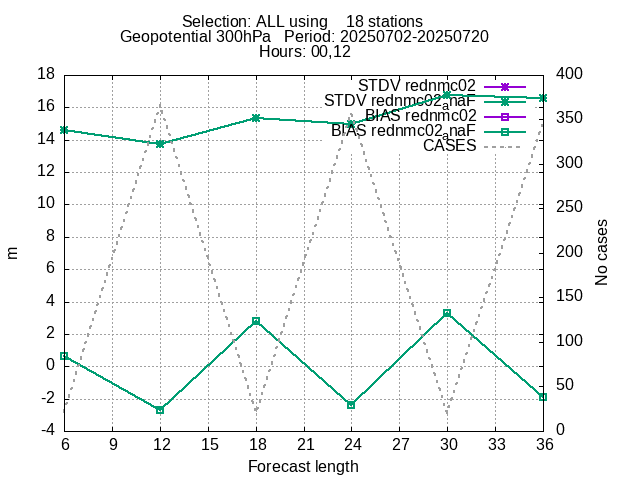 Selection: ALL using    18 stations
Geopotential 300hPa   Period: 20250702-20250720
Hours: 00,12
STDV rednmc02
STDV rednmc02anaF
BIAS rednmc02
BIAS rednmc02anaF
CASES
18
16
14
12
10
8
6
4
2
0
-2
-4
m
400
350
300
250
200
150
100
50
0
No cases
6 9 12 15 18 21 24 27 30 33 36
Forecast length